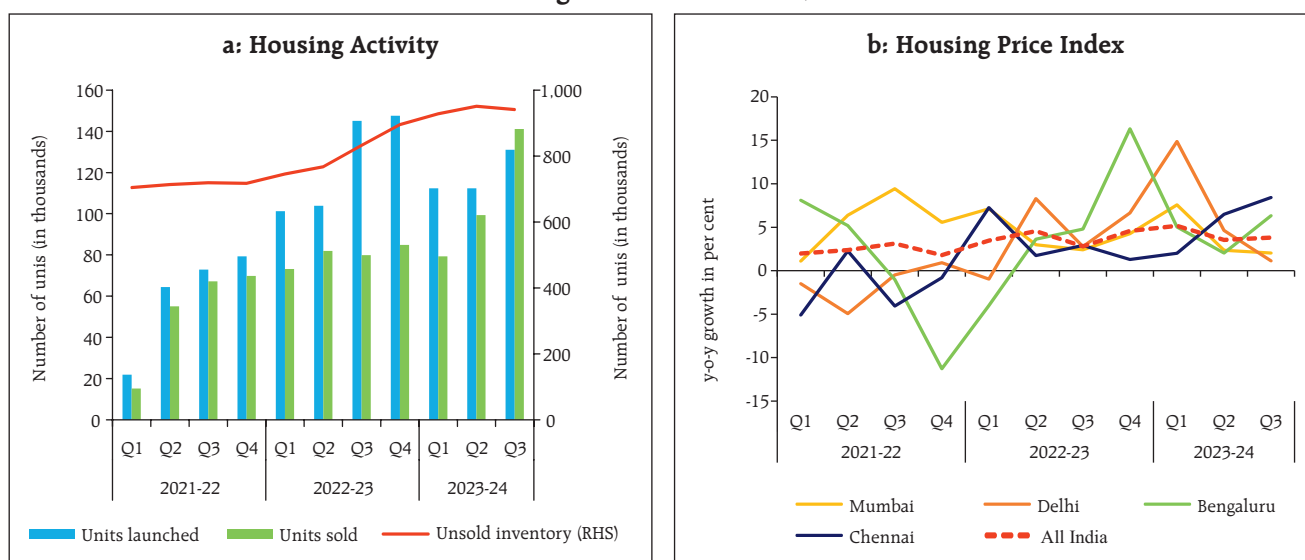 a: Housing Activity
Number of unis (in thousands)
160
140
120
100
80
60
40
20
0
1,000
800
600
400
200
0
Number of unis (in thousands)
Q1 Q2 Q3 Q4 Q1 Q2 Q3 Q4 Q1 Q2 Q3
2021-22 2022-23 2023-24
Units launched Units sold Unsold inventory (RHS)
b: Housing Price Index
y-o-y growth in per cent
20
15
10
5
0
-5
-10
-15
Q1 Q2 Q3 Q4 Q1 Q2 Q3 Q4 Q1 Q2 Q3
2021-22 2022-23 2023-24
Mumbai Delhi Bengaluru
Chennai All India